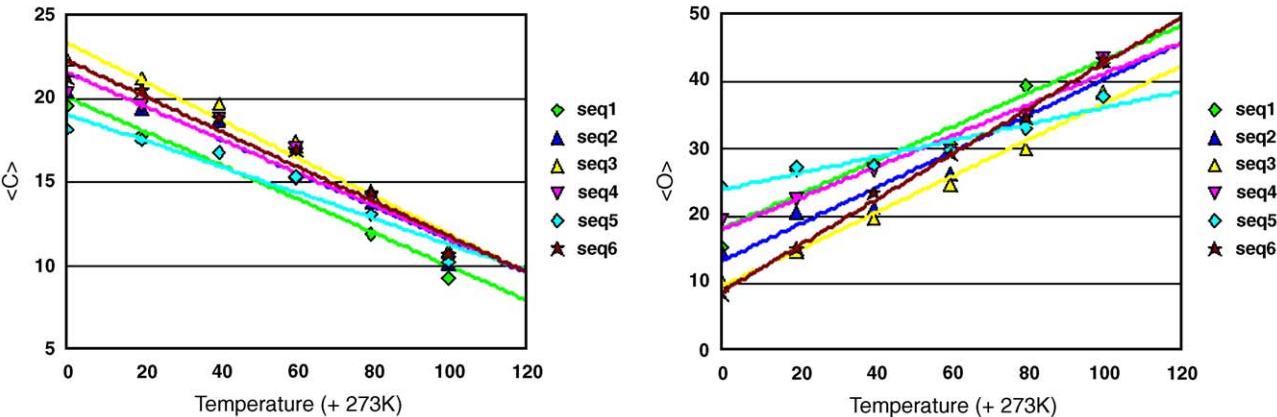 25
20
15
10
5
<C>
0 20 40 60 80 100 120
Temperature (+ 273K)
seq1
seq2
seq3
seq4
seq5
seq6
50
40
30
20
10
0
<O>
0 20 40 60 80 100 120
Temperature (+ 273K)
seq1
seq2
seq3
seq4
seq5
seq6